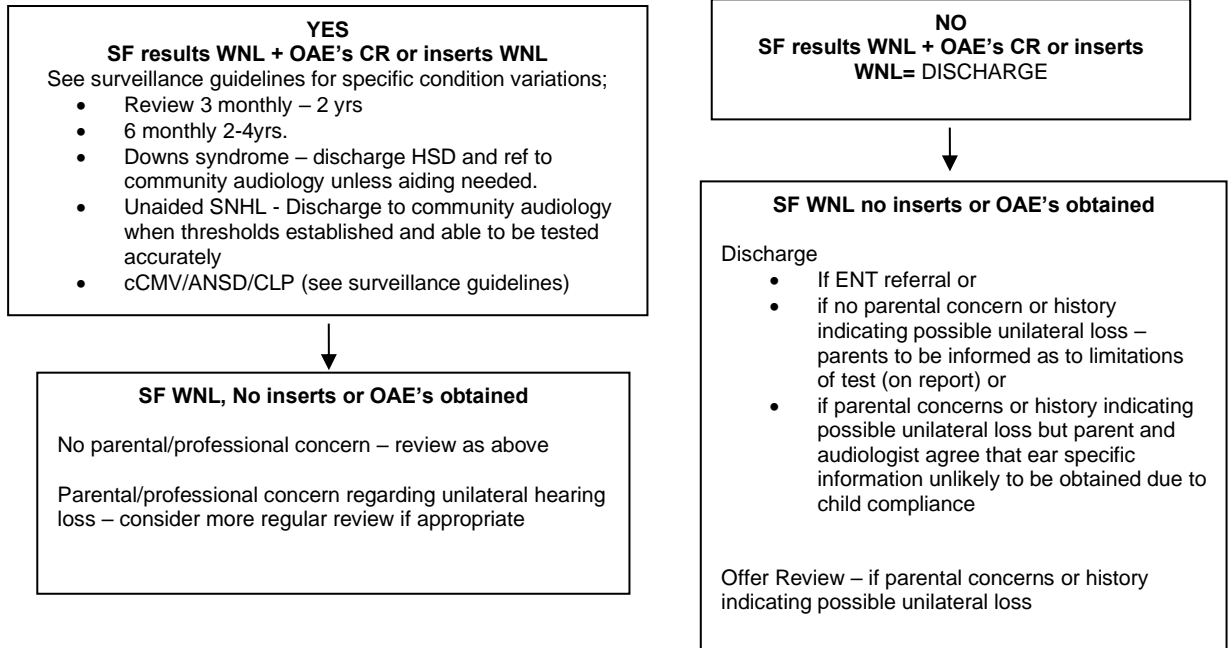 YES
SF results WNL + OAE's CR or inserts WNL
See surveillance guidelines for specific condition variations;
• Review 3 monthly – 2 yrs
• 6 monthly 2-4yrs.
• Downs syndrome – discharge HSD and ref to
community audiology unless aiding needed.
• Unaided SNHL - Discharge to community audiology
when thresholds established and able to be tested
accurately
• cCMV/ANSD/CLP (see surveillance guidelines)
SF WNL, No inserts or OAE's obtained
No parental/professional concern – review as above
Parental/professional concern regarding unilateral hearing
loss – consider more regular review if appropriate
NO
SF results WNL + OAE's CR or inserts
WNL= DISCHARGE
SF WNL no inserts or OAE's obtained
Discharge
• If ENT referral or
• if no parental concern or history
indicating possible unilateral loss –
parents to be informed as to limitations
of test (on report) or
• if parental concerns or history indicating
possible unilateral loss but parent and
audiologist agree that ear specific
information unlikely to be obtained due to
child compliance
Offer Review – if parental concerns or history
indicating possible unilateral loss